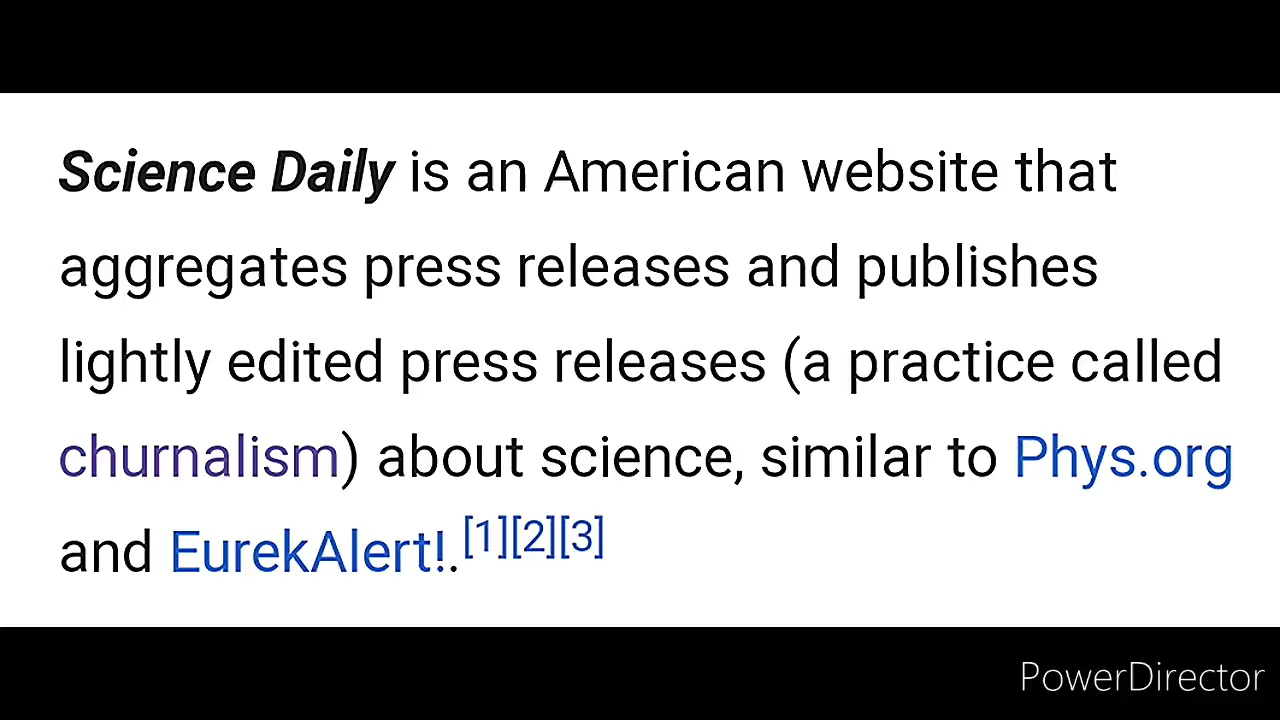 Science Daily is an American website that
aggregates press releases and publishes
lightly edited press releases (a practice called
churnalism) about science, similar to Phys.org
and EurekAlert!.[1][2][3]
PowerDirector